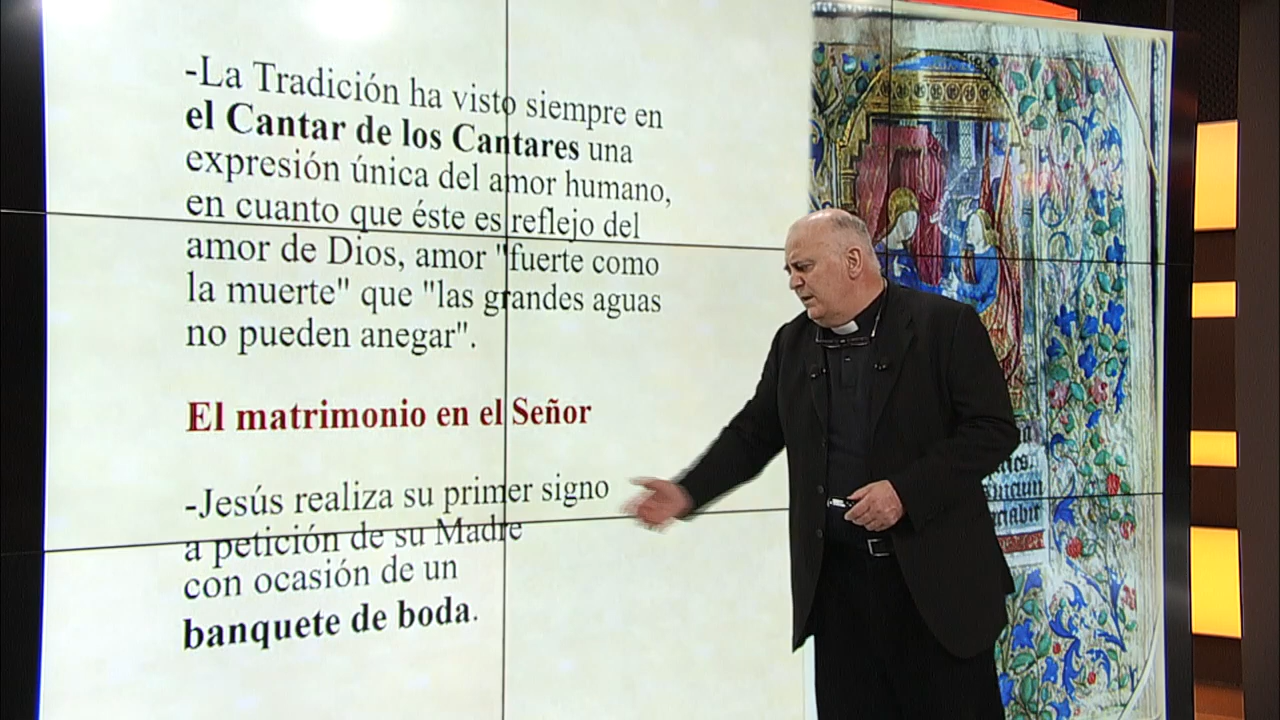 -La Tradición ha visto siempre en
el Cantar de los Cantares una
expresión única del amor humano,
en cuanto que éste es reflejo del
amor de Dios, amor "fuerte como
la muerte" que "las grandes aguas
no pueden anegar".
El matrimonio en el Señor
-Jesús realiza su primer signo
a petición de su Madre
con ocasión de un
banquete de boda.